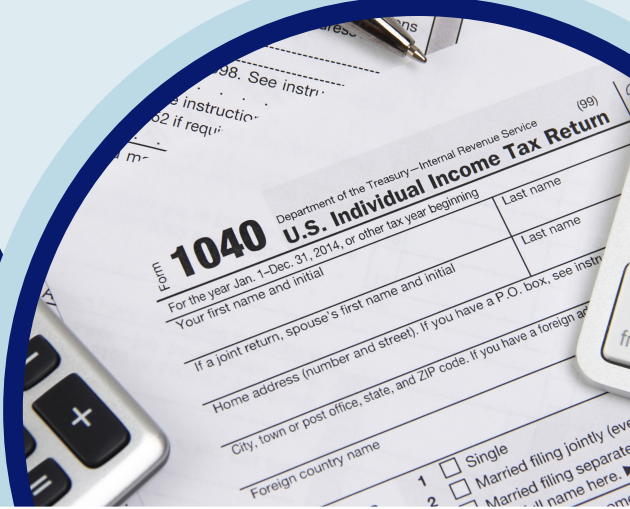 98. See instru
e instructio
52 if requi
(99)
Department of the Treasury—Internal Revenue Service
Form
1040
U.S. Individual Income Tax Return
For the year Jan. 1–Dec. 31, 2014, or other tax year beginning
Your first name and initial
Last name
If a joint return, spouse's first name and initial
Last name
Home address (number and street). If you have a P.O. box, see instru
City, town or post office, state, and ZIP code. If you have a foreign ad
Foreign country name
1
Single
2
Married filing jointly (eve
Married filing separate
full name here.
+
=